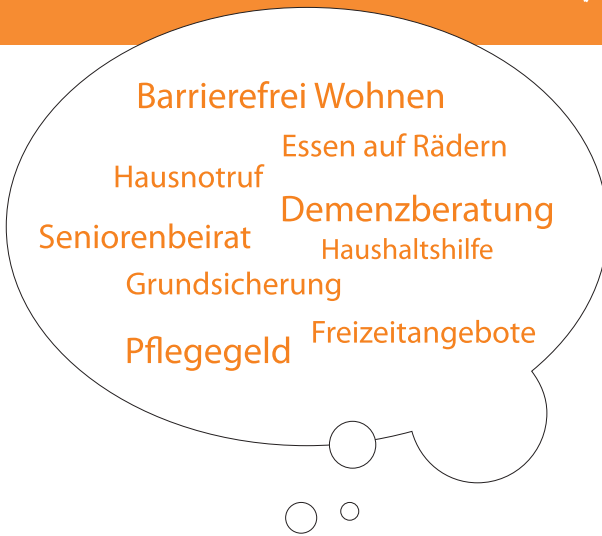 Barrierefrei Wohnen
Essen auf Rädern
Hausnotruf
Demenzberatung
Seniorenbeirat
Haushaltshilfe
Grundsicherung
Freizeitangebote
Pflegegeld